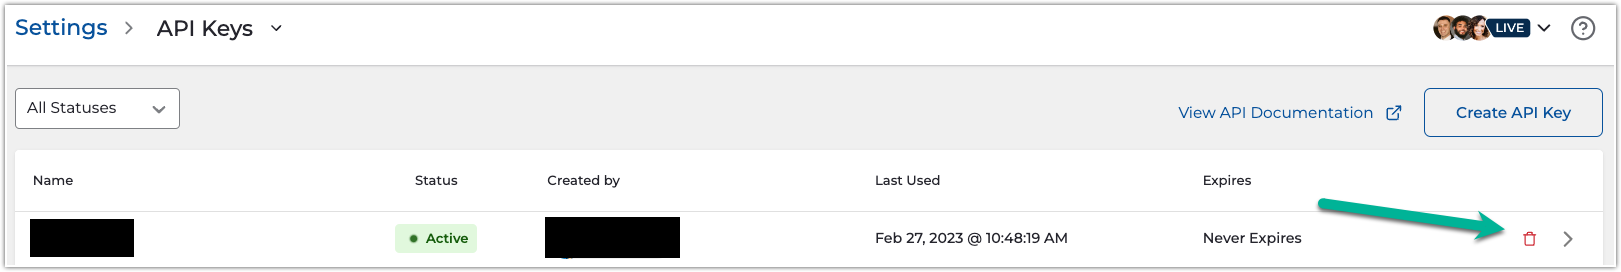 Settings > API Keys
LIVE
All Statuses
View API Documentation
Create API Key
Name Status Created by Last Used Expires
Active Feb 27, 2023 @ 10:48:19 AM Never Expires